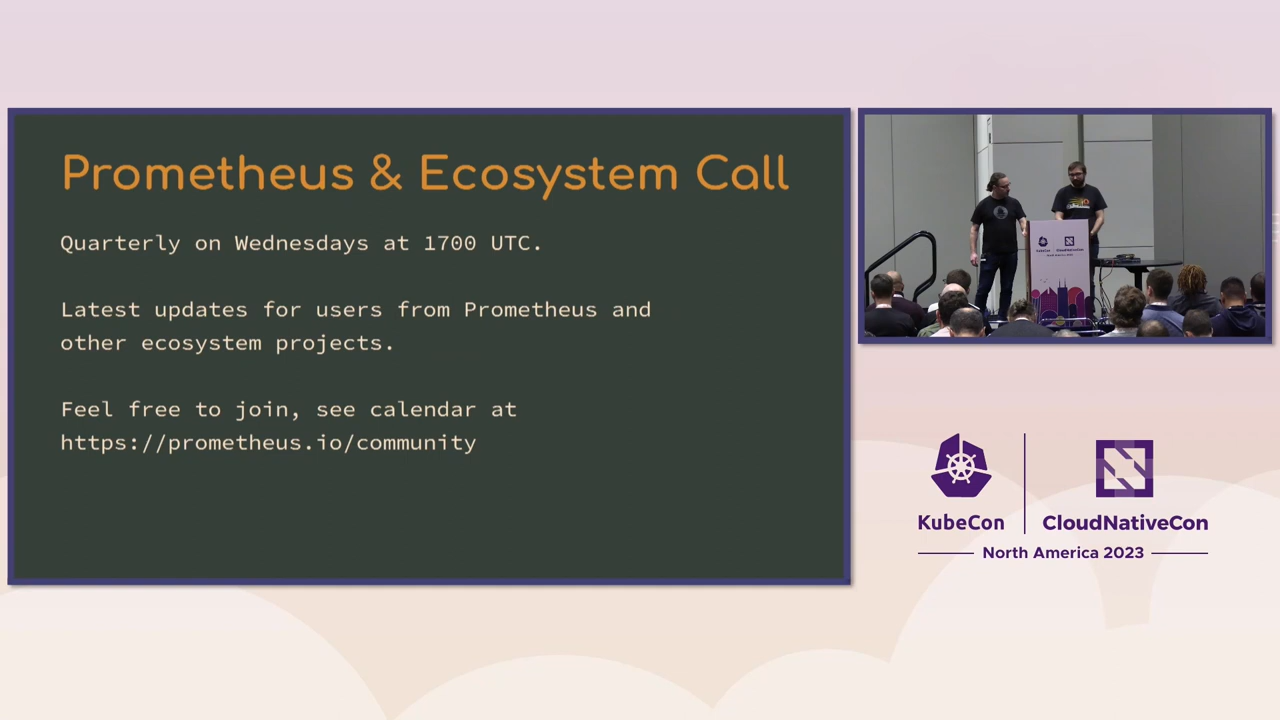 Prometheus & Ecosystem Call
Quarterly on Wednesdays at 1700 UTC.
Latest updates for users from Prometheus and
other ecosystem projects.
Feel free to join, see calendar at
https://prometheus.io/community
KubeCon
CloudNativeCon
North America 2023